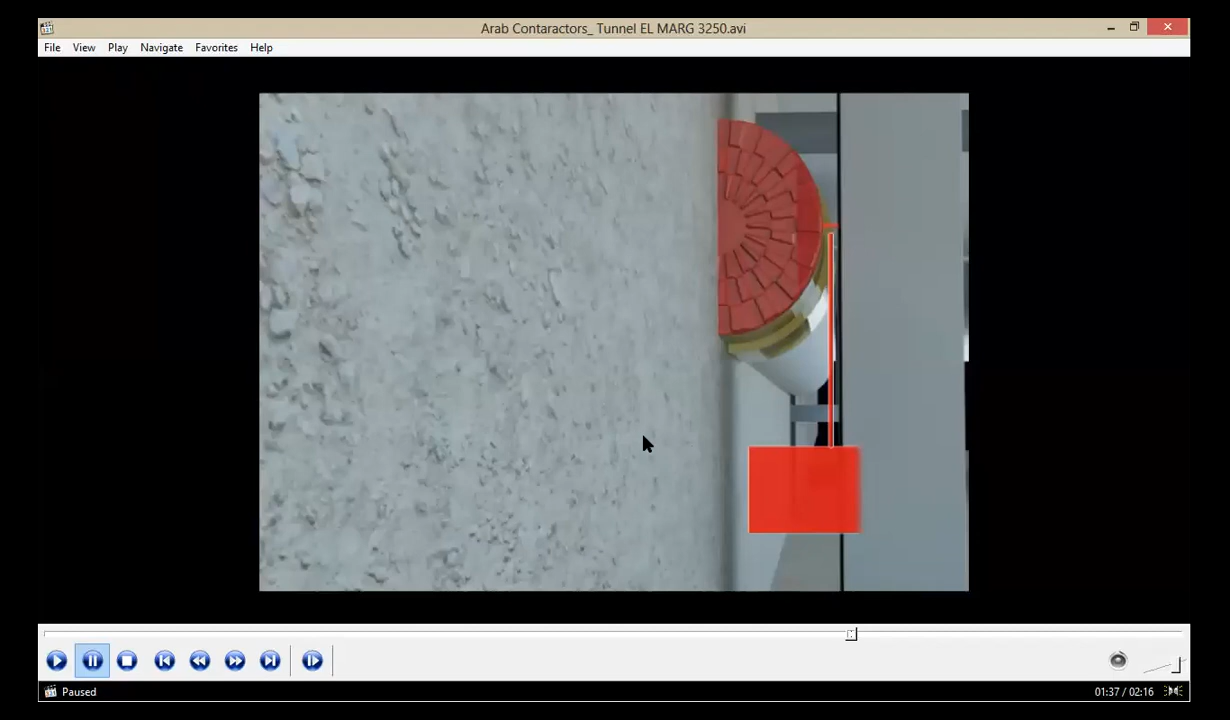 Arab Contaractors_ Tunnel EL MARG 3250.avi
File View Play Navigate Favorites Help
Paused
01:37 / 02:16